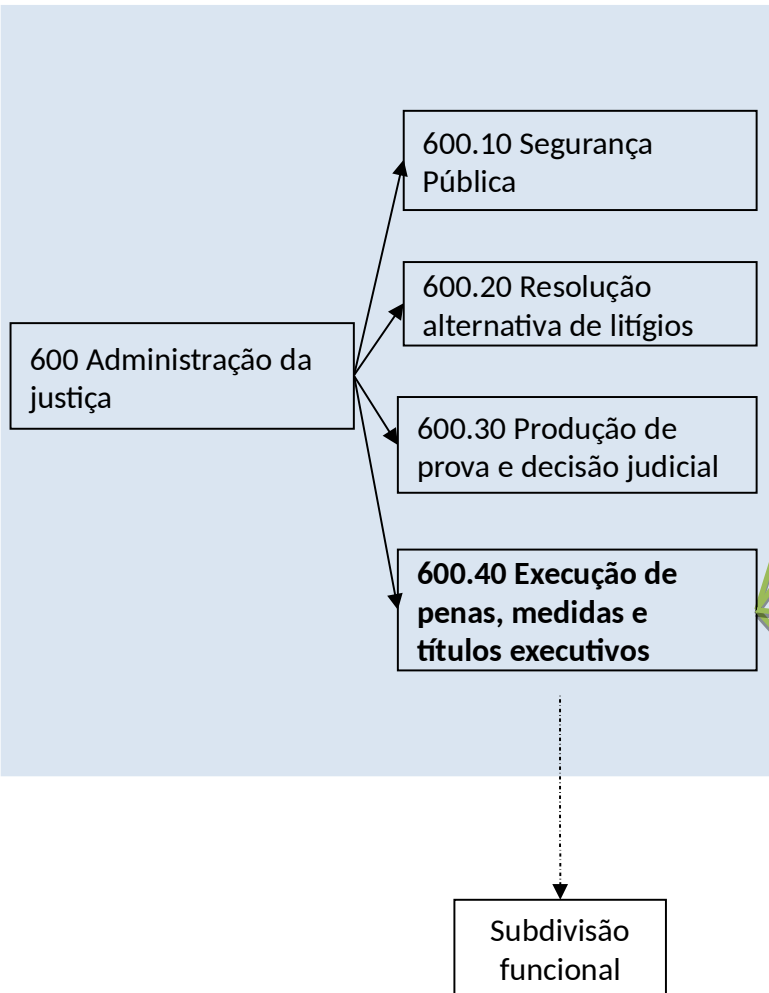 600.10 Segurança
Pública
600.20 Resolução
alternativa de litígios
600 Administração da
justiça
600.30 Produção de
prova e decisão judicial
600.40 Execução de
penas, medidas e
títulos executivos
Subdivisão
funcional